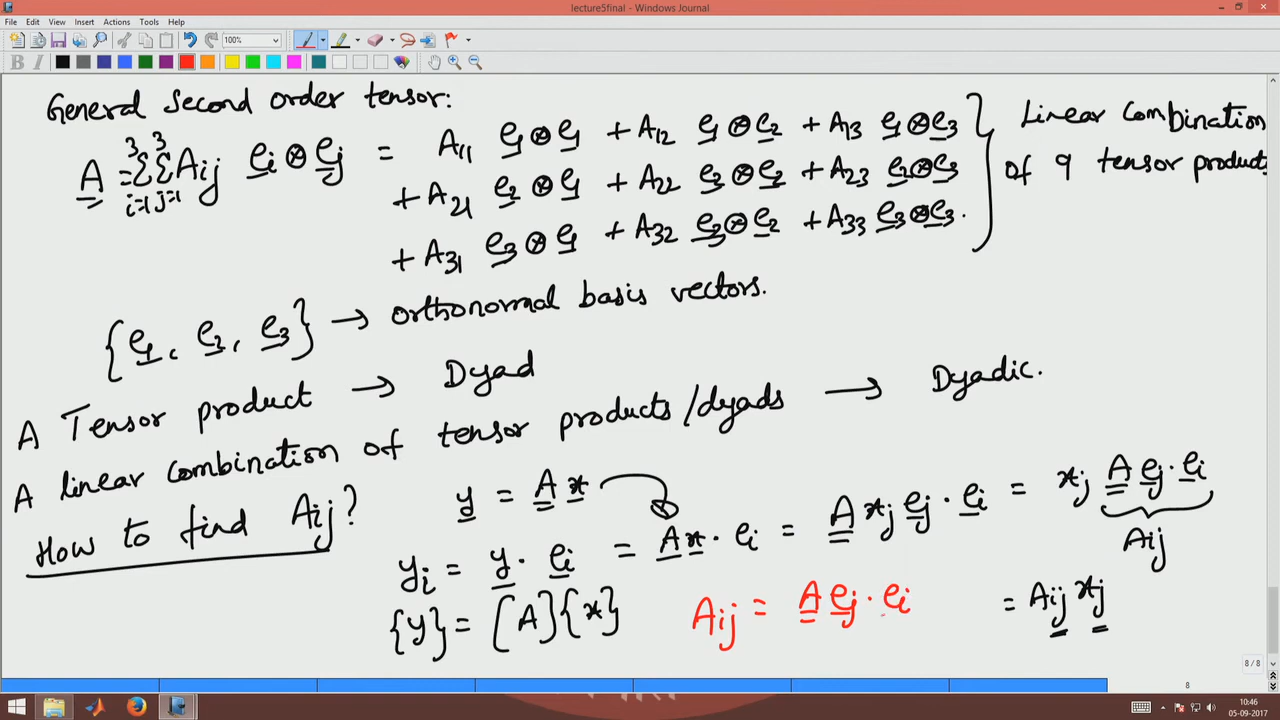 lecture5final - Windows Journal
File Edit View Insert Actions Tools Help
100%
B I
General Second order tensor:
A = 3Σi=1 3Σj=1 Aij ei⊗ej = A11 e1⊗e1 + A12 e1⊗e2 + A13 e1⊗e3 } Linear Combination
+ A21 e2⊗e1 + A22 e2⊗e2 + A23 e2⊗e3 of 9 tensor products
+ A31 e3⊗e1 + A32 e3⊗e2 + A33 e3⊗e3.
{e1, e2, e3} → orthonormal basis vectors.
A Tensor product → Dyad
A linear combination of tensor products/dyads → Dyadic.
How to find Aij?
y = A x
yi = y · ei = A x · ei = A xj ej · ei = xj A ej · ei
Aij
{y} = [A]{x} Aij = A ej · ei = Aij xj
8/8
8
10:46
05-09-2017